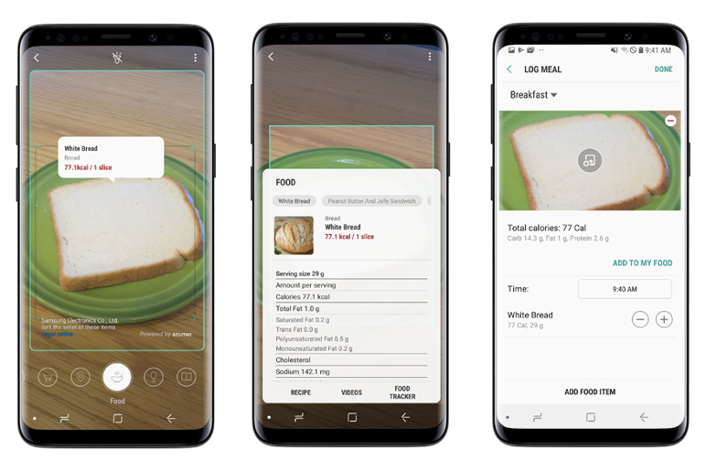 White Bread
Bread
77.1kcal / 1 slice
Samsung Electronics Co., Ltd.
the seller of these items
Powered by
Food
FOOD
White Bread
Peanut Butter And Jelly Sandwich
Bread
White Bread
77.1 kcal / 1 slice
Serving size 29 g
Amount per serving
Calories 77.1 kcal
Total Fat 1.0 g
Saturated Fat 0.2 g
Trans Fat 0.0 g
Polyunsaturated Fat 0.5 g
Monounsaturated Fat 0.2 g
Cholesterol
Sodium 142.1 mg
RECIPE
VIDEOS
FOOD
TRACKER
9:41 AM
LOG MEAL
DONE
Breakfast
Total calories: 77 Cal
Carb 14.3 g, Fat 1 g, Protein 2.6 g
ADD TO MY FOOD
Time:
9:40 AM
White Bread
77 Cal, 29 g
ADD FOOD ITEM